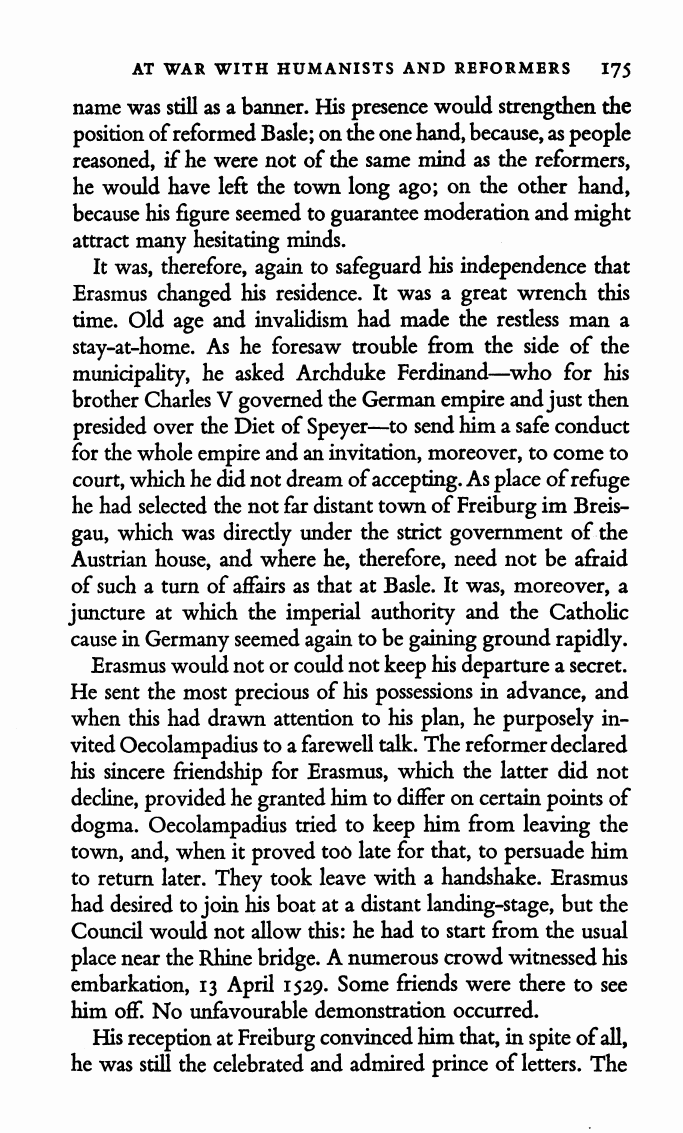 AT WAR WITH HUMANISTS AND REFORMERS 175
name was still as a banner. His presence would strengthen the
position of reformed Basle; on the one hand, because, as people
reasoned, if he were not of the same mind as the reformers,
he would have left the town long ago; on the other hand,
because his figure seemed to guarantee moderation and might
attract many hesitating minds.
It was, therefore, again to safeguard his independence that
Erasmus changed his residence. It was a great wrench this
time. Old age and invalidism had made the restless man a
stay-at-home. As he foresaw trouble from the side of the
municipality, he asked Archduke Ferdinand—who for his
brother Charles V governed the German empire and just then
presided over the Diet of Speyer—to send him a safe conduct
for the whole empire and an invitation, moreover, to come to
court, which he did not dream of accepting. As place of refuge
he had selected the not far distant town of Freiburg im Breis-
gau, which was directly under the strict government of the
Austrian house, and where he, therefore, need not be afraid
of such a turn of affairs as that at Basle. It was, moreover, a
juncture at which the imperial authority and the Catholic
cause in Germany seemed again to be gaining ground rapidly.
Erasmus would not or could not keep his departure a secret.
He sent the most precious of his possessions in advance, and
when this had drawn attention to his plan, he purposely in-
vited Oecolampadius to a farewell talk. The reformer declared
his sincere friendship for Erasmus, which the latter did not
decline, provided he granted him to differ on certain points of
dogma. Oecolampadius tried to keep him from leaving the
town, and, when it proved too late for that, to persuade him
to return later. They took leave with a handshake. Erasmus
had desired to join his boat at a distant landing-stage, but the
Council would not allow this: he had to start from the usual
place near the Rhine bridge. A numerous crowd witnessed his
embarkation, 13 April 1529. Some friends were there to see
him off. No unfavourable demonstration occurred.
His reception at Freiburg convinced him that, in spite of all,
he was still the celebrated and admired prince of letters. The